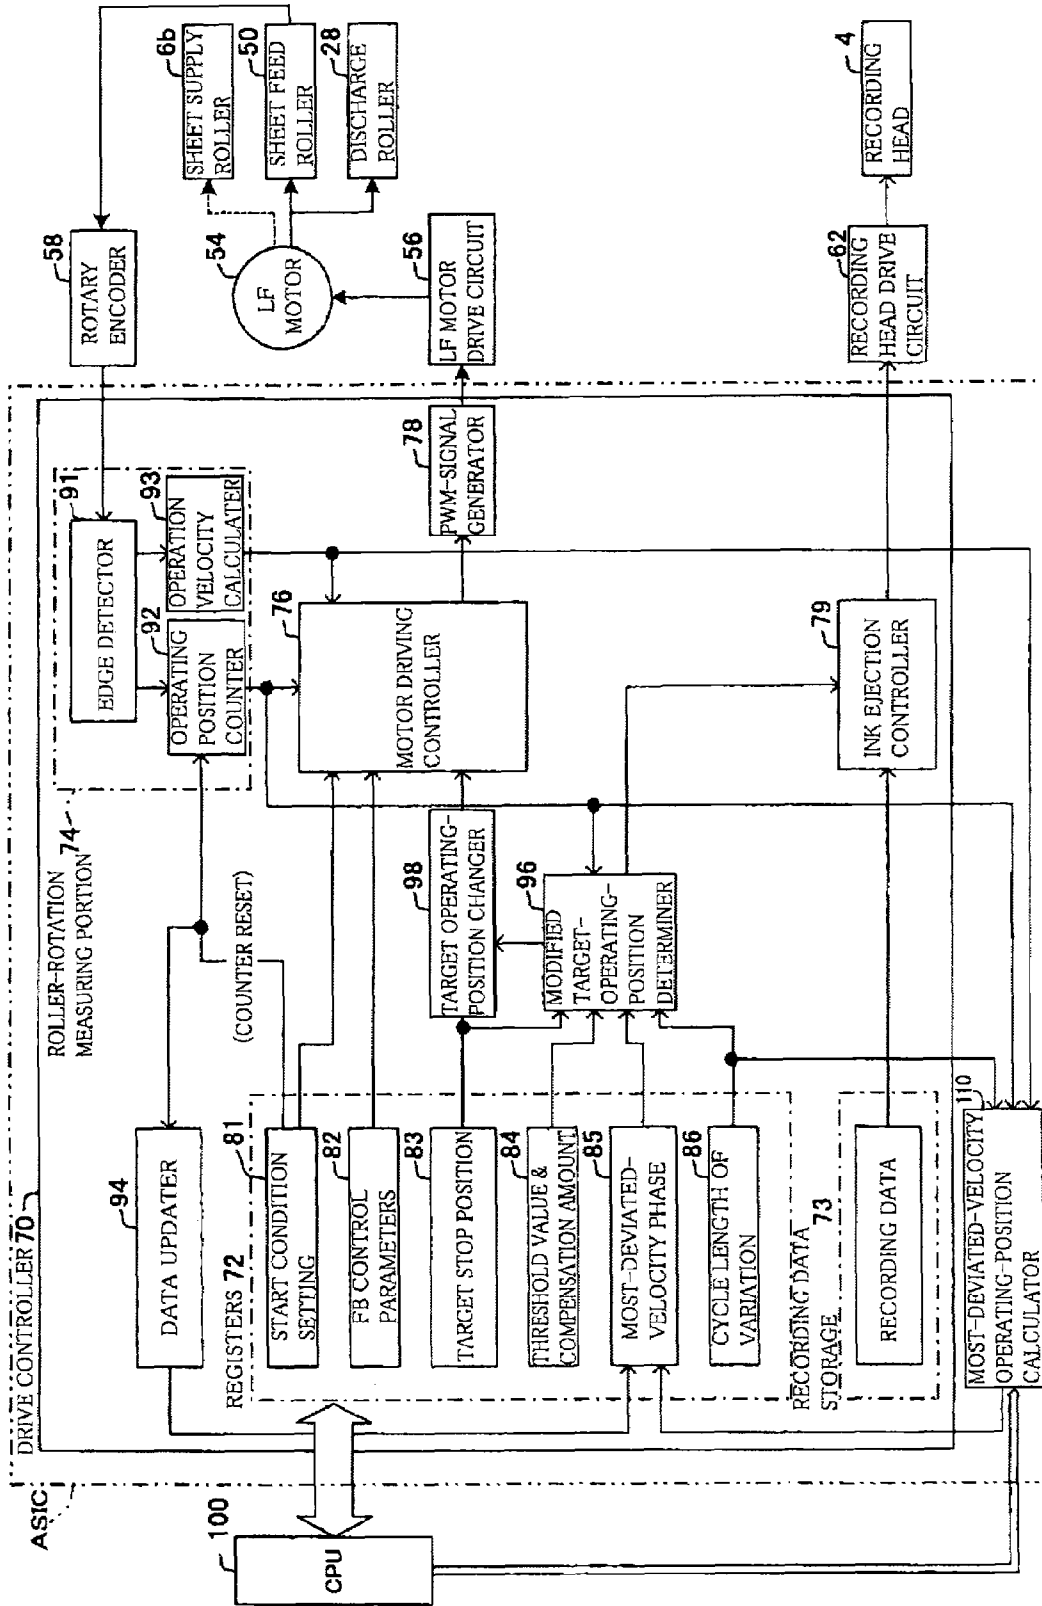 ASIC
DRIVE CONTROLLER 70
100
CPU
94
DATA UPDATER
ROLLER-ROTATION
MEASURING PORTION
74
(COUNTER RESET)
91
EDGE DETECTOR
92
OPERATING
POSITION
COUNTER
93
OPERATION
VELOCITY
CALCULATER
58
ROTARY
ENCODER
6b
SHEET SUPPLY
ROLLER
50
SHEET FEED
ROLLER
28
DISCHARGE
ROLLER
54
LF
MOTOR
56
LF MOTOR
DRIVE CIRCUIT
78
PWM-SIGNAL
GENERATOR
76
MOTOR DRIVING
CONTROLLER
REGISTERS 72
81
START CONDITION
SETTING
82
FB CONTROL
PARAMETERS
83
TARGET STOP POSITION
84
THRESHOLD VALUE &
COMPENSATION AMOUNT
85
MOST-DEVIATED-
VELOCITY PHASE
86
CYCLE LENGTH OF
VARIATION
98
TARGET OPERATING-
POSITION CHANGER
96
MODIFIED
TARGET-
OPERATING-
POSITION
DETERMINER
RECORDING DATA
STORAGE 73
RECORDING DATA
79
INK EJECTION
CONTROLLER
62
RECORDING
HEAD DRIVE
CIRCUIT
4
RECORDING
HEAD
110
MOST-DEVIATED-VELOCITY
OPERATING-POSITION
CALCULATOR